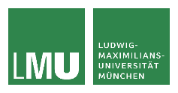 LMU
LUDWIG-
MAXIMILIANS-
UNIVERSITÄT
MÜNCHEN